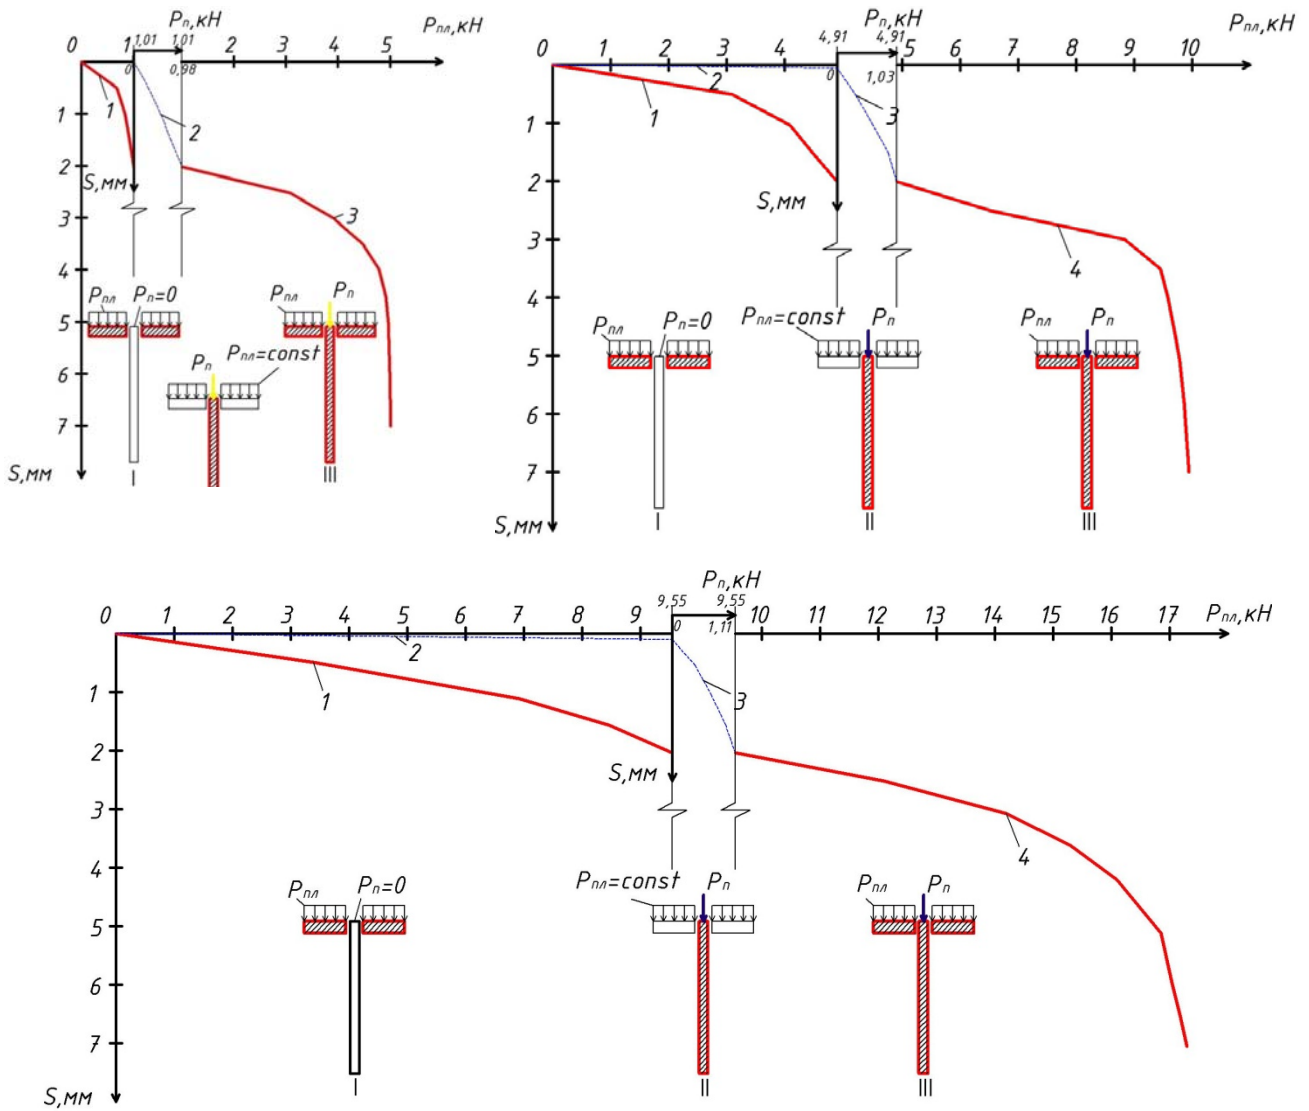 Pп,кН
Pпл,кН
0 1 1,01 1,01 2 3 4 5
0 0,98
1
2
3
4
5
6
7
S,мм
S,мм
1
2
3
Pпл Pп=0
Pп Pпл=const
Pпл Pп
I
III
Pп,кН
Pпл,кН
0 1 2 3 4 4,91 4,91 5 6 7 8 9 10
0 1,03
1
2
3
4
5
6
7
S,мм
S,мм
1
2
3
4
Pпл Pп=0
Pпл=const Pп
Pпл Pп
I
II
III
Pп,кН
Pпл,кН
0 1 2 3 4 5 6 7 8 9 9,55 9,55 10 11 12 13 14 15 16 17
0 1,11
1
2
3
4
5
6
7
S,мм
S,мм
1
2
3
4
Pпл Pп=0
Pпл=const Pп
Pпл Pп
I
II
III